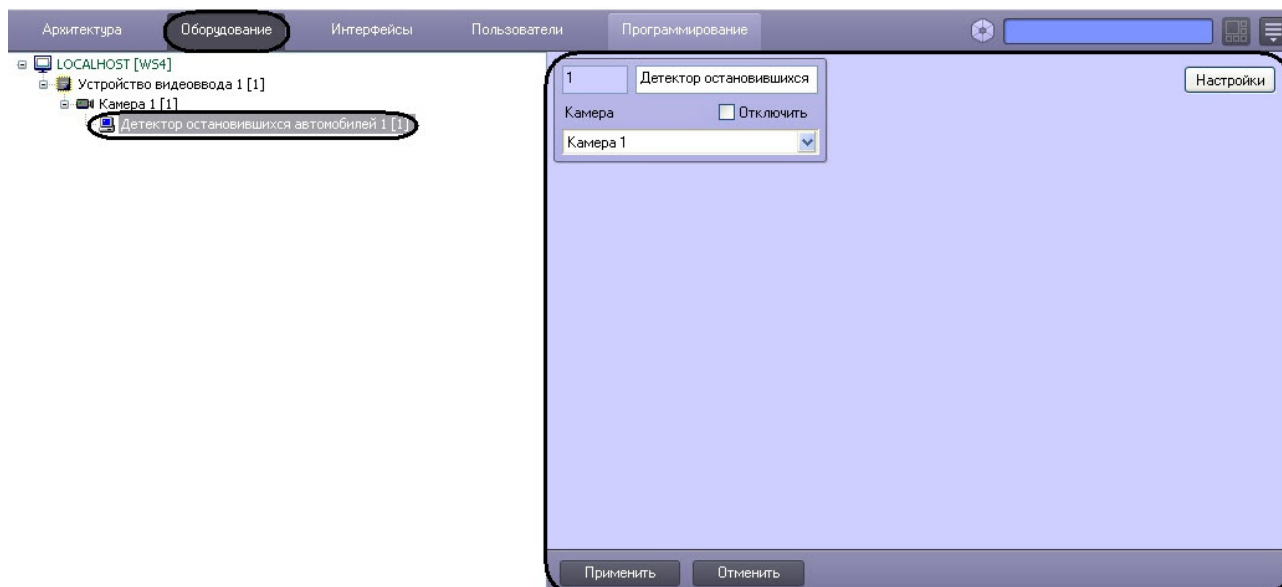 Архитектура Оборудование Интерфейсы Пользователи Программирование
LOCALHOST [WS4]
Устройство видеоввода 1 [1]
Камера 1 [1]
Детектор остановившихся автомобилей 1 [1]
1 Детектор остановившихся
Настройки
Камера Отключить
Камера 1
Применить Отменить